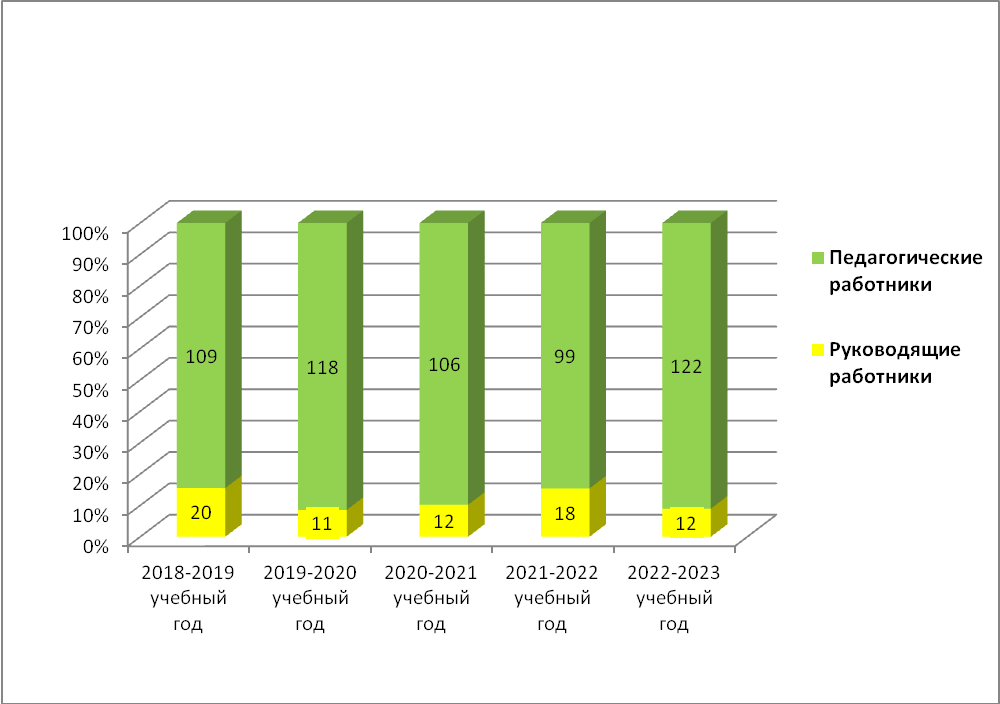 100%
90%
80%
70%
60%
50%
40%
30%
20%
10%
0%
109
118
106
99
122
20
11
12
18
12
2018-2019
учебный
год
2019-2020
учебный
год
2020-2021
учебный
год
2021-2022
учебный
год
2022-2023
учебный
год
Педагогические
работники
Руководящие
работники